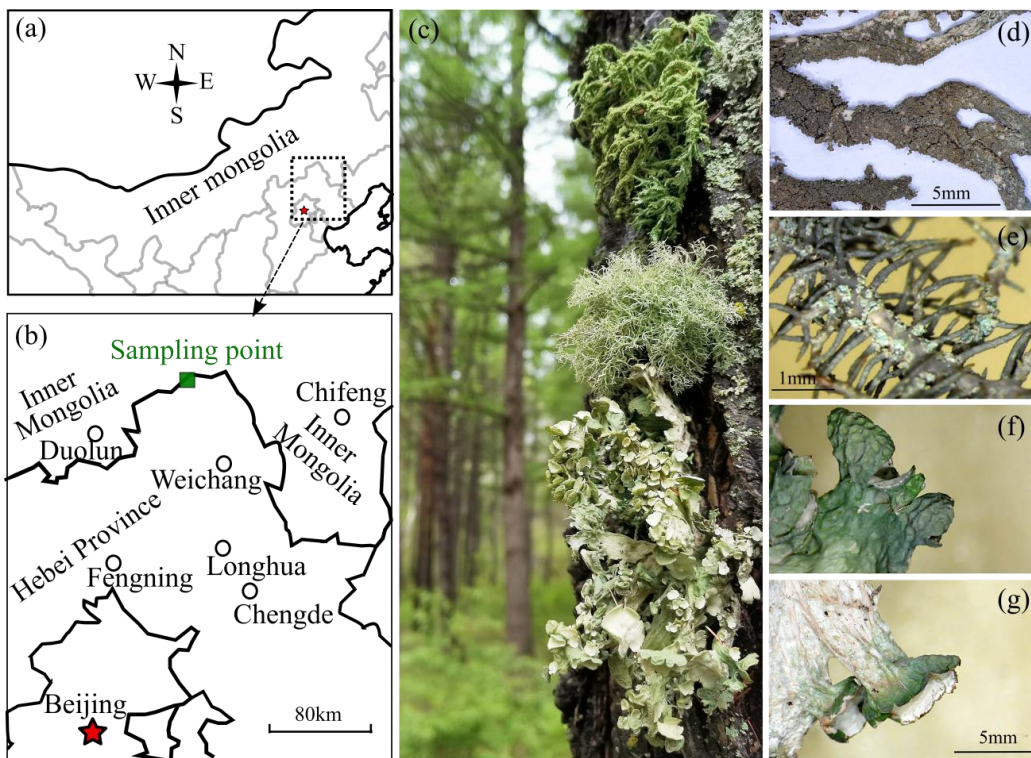 (a)
N
W E
S
Inner mongolia
(b)
Sampling point
Inner
Mongolia
Duolun
Chifeng
Inner
Mongolia
Weichang
Hebei Province
Fengning
Longhua
Chengde
Beijing
80km
(c)
(d)
5mm
(e)
1mm
(f)
(g)
5mm